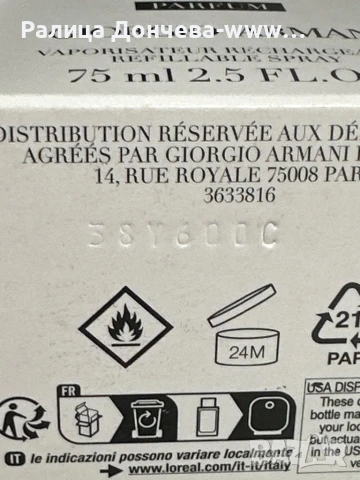 PARFUM
Ралица Дончева-www...
VAPORISATEUR RECHARGEA
REFILLABLE SPRAY
75 ml 2.5 FL.O
DISTRIBUTION RÉSERVÉE AUX DÉ
AGRÉÉS PAR GIORGIO ARMANI
14, RUE ROYALE 75008 PAR
3633816
38Y600C
24M
21
PAP
FR
USA DISP
These c
bottle ma
your loc
but actua
in the US
ve
IT le indicazioni possono variare localmente
www.loreal.com/it-it/italy